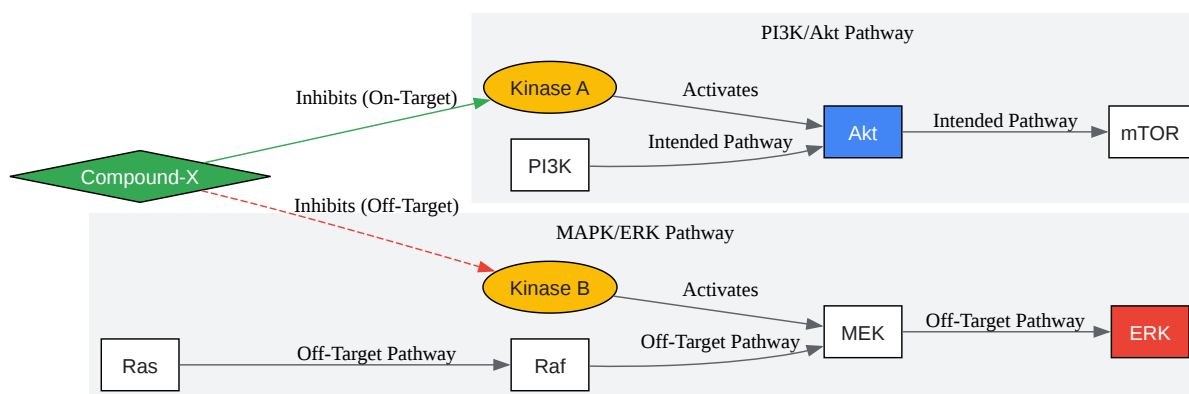 PI3K/Akt Pathway
Kinase A
Activates
Inhibits (On-Target)
Akt
Intended Pathway
mTOR
Intended Pathway
PI3K
Compound-X
Inhibits (Off-Target)
MAPK/ERK Pathway
Kinase B
Activates
Off-Target Pathway
MEK
ERK
Off-Target Pathway
Off-Target Pathway
Ras
Raf